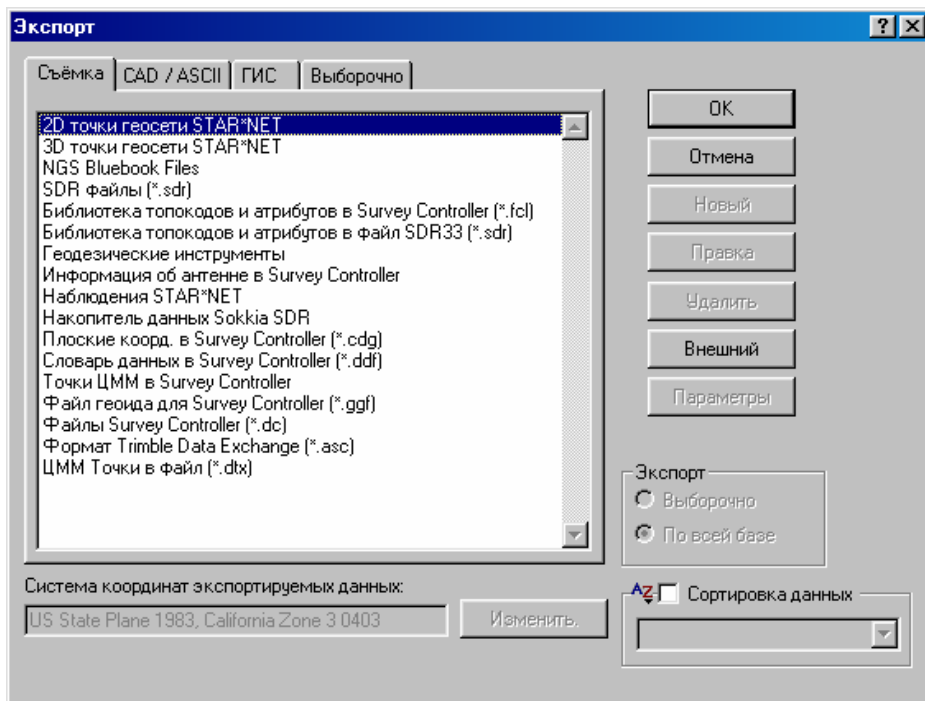 Экспорт
Съёмка CAD / ASCII ГИС Выборочно
2D точки геосети STAR*NET
3D точки геосети STAR*NET
NGS Bluebook Files
SDR файлы (*.sdr)
Библиотека топокодов и атрибутов в Survey Controller (*.fcl)
Библиотека топокодов и атрибутов в файл SDR33 (*.sdr)
Геодезические инструменты
Информация об антенне в Survey Controller
Наблюдения STAR*NET
Накопитель данных Sokkia SDR
Плоские коорд. в Survey Controller (*.cdg)
Словарь данных в Survey Controller (*.ddf)
Точки ЦММ в Survey Controller
Файл геоида для Survey Controller (*.ggf)
Файлы Survey Controller (*.dc)
Формат Trimble Data Exchange (*.asc)
ЦММ Точки в файл (*.dtx)
OK
Отмена
Новый
Правка
Удалить
Внешний
Параметры
Экспорт
Выборочно
По всей базе
Система координат экспортируемых данных:
US State Plane 1983, California Zone 3 0403
Изменить.
AZ Сортировка данных